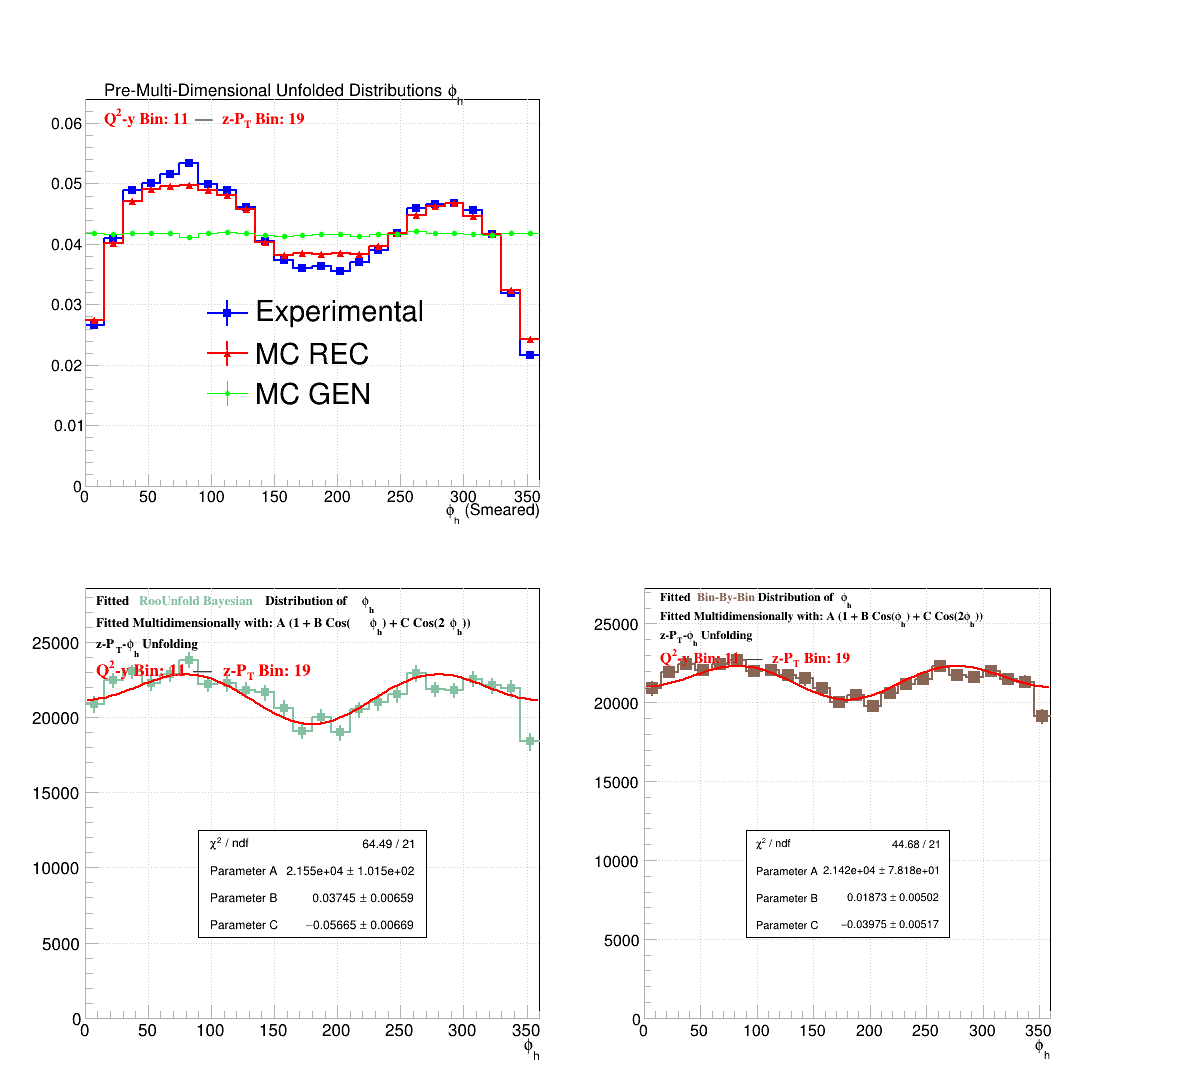 Pre-Multi-Dimensional Unfolded Distributions ϕh
Q²-y Bin: 11 — z-PT Bin: 19
0.06
0.05
0.04
0.03
0.02
0.01
0
Experimental
MC REC
MC GEN
0 50 100 150 200 250 300 350
ϕh (Smeared)
Fitted RooUnfold Bayesian Distribution of ϕh
Fitted Multidimensionally with: A (1 + B Cos( ϕh) + C Cos(2 ϕh))
z-PT-ϕh Unfolding
Q²-y Bin: 11 — z-PT Bin: 19
25000
20000
15000
10000
5000
0
χ² / ndf 64.49 / 21
Parameter A 2.155e+04 ± 1.015e+02
Parameter B 0.03745 ± 0.00659
Parameter C −0.05665 ± 0.00669
0 50 100 150 200 250 300 350
ϕh
Fitted Bin-By-Bin Distribution of ϕh
Fitted Multidimensionally with: A (1 + B Cos(ϕh) + C Cos(2ϕh))
z-PT-ϕh Unfolding
Q²-y Bin: 11 — z-PT Bin: 19
25000
20000
15000
10000
5000
0
χ² / ndf 44.68 / 21
Parameter A 2.142e+04 ± 7.818e+01
Parameter B 0.01873 ± 0.00502
Parameter C −0.03975 ± 0.00517
0 50 100 150 200 250 300 350
ϕh